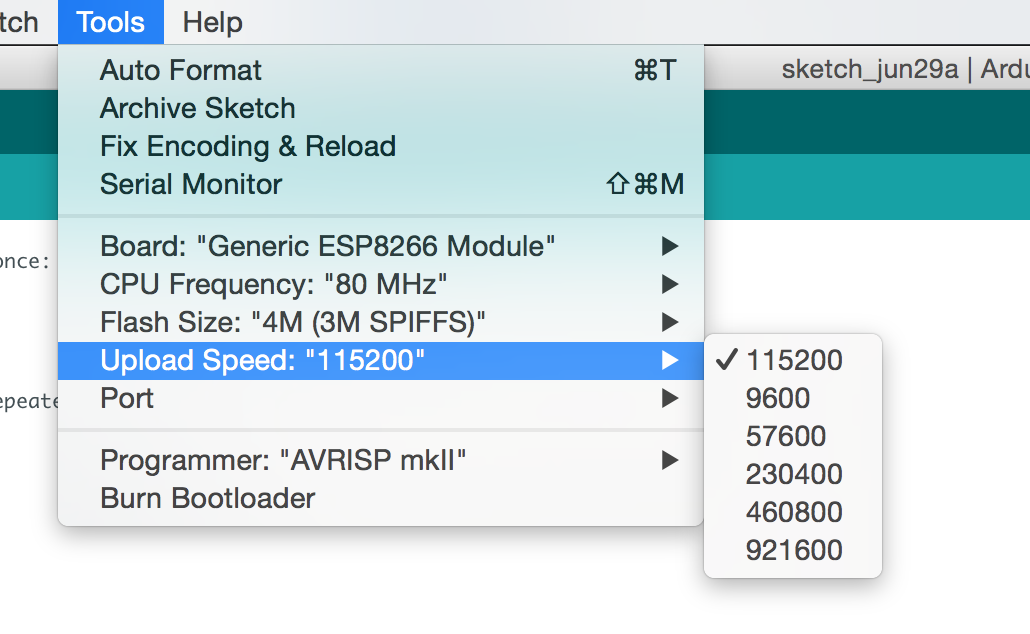 tch Tools Help
sketch_jun29a | Ardu
Auto Format ⌘T
Archive Sketch
Fix Encoding & Reload
Serial Monitor ⇧⌘M
once:
Board: "Generic ESP8266 Module"
CPU Frequency: "80 MHz"
Flash Size: "4M (3M SPIFFS)"
Upload Speed: "115200"
Port
epeate
Programmer: "AVRISP mkII"
Burn Bootloader
✓ 115200
9600
57600
230400
460800
921600